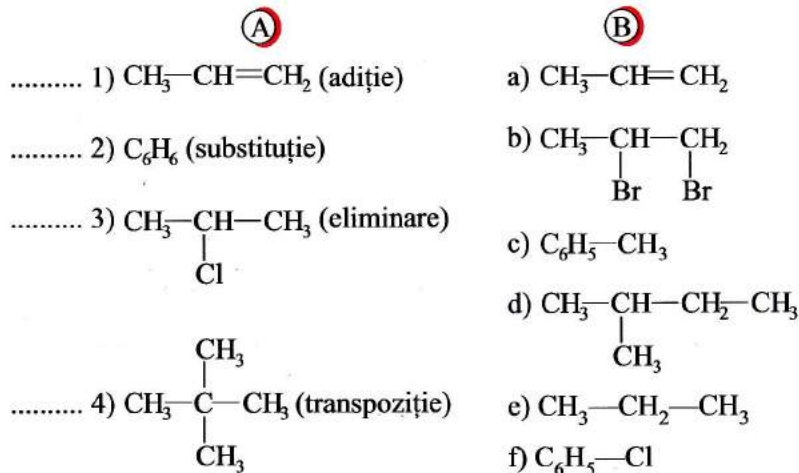 A B
.......... 1) CH₃—CH=CH₂ (adiție) a) CH₃—CH=CH₂
.......... 2) C₆H₆ (substituție) b) CH₃—CH—CH₂
Br Br
.......... 3) CH₃—CH—CH₃ (eliminare)
Cl
c) C₆H₅—CH₃
d) CH₃—CH—CH₂—CH₃
CH₃
CH₃
.......... 4) CH₃—C—CH₃ (transpoziție) e) CH₃—CH₂—CH₃
CH₃
f) C₆H₅—Cl